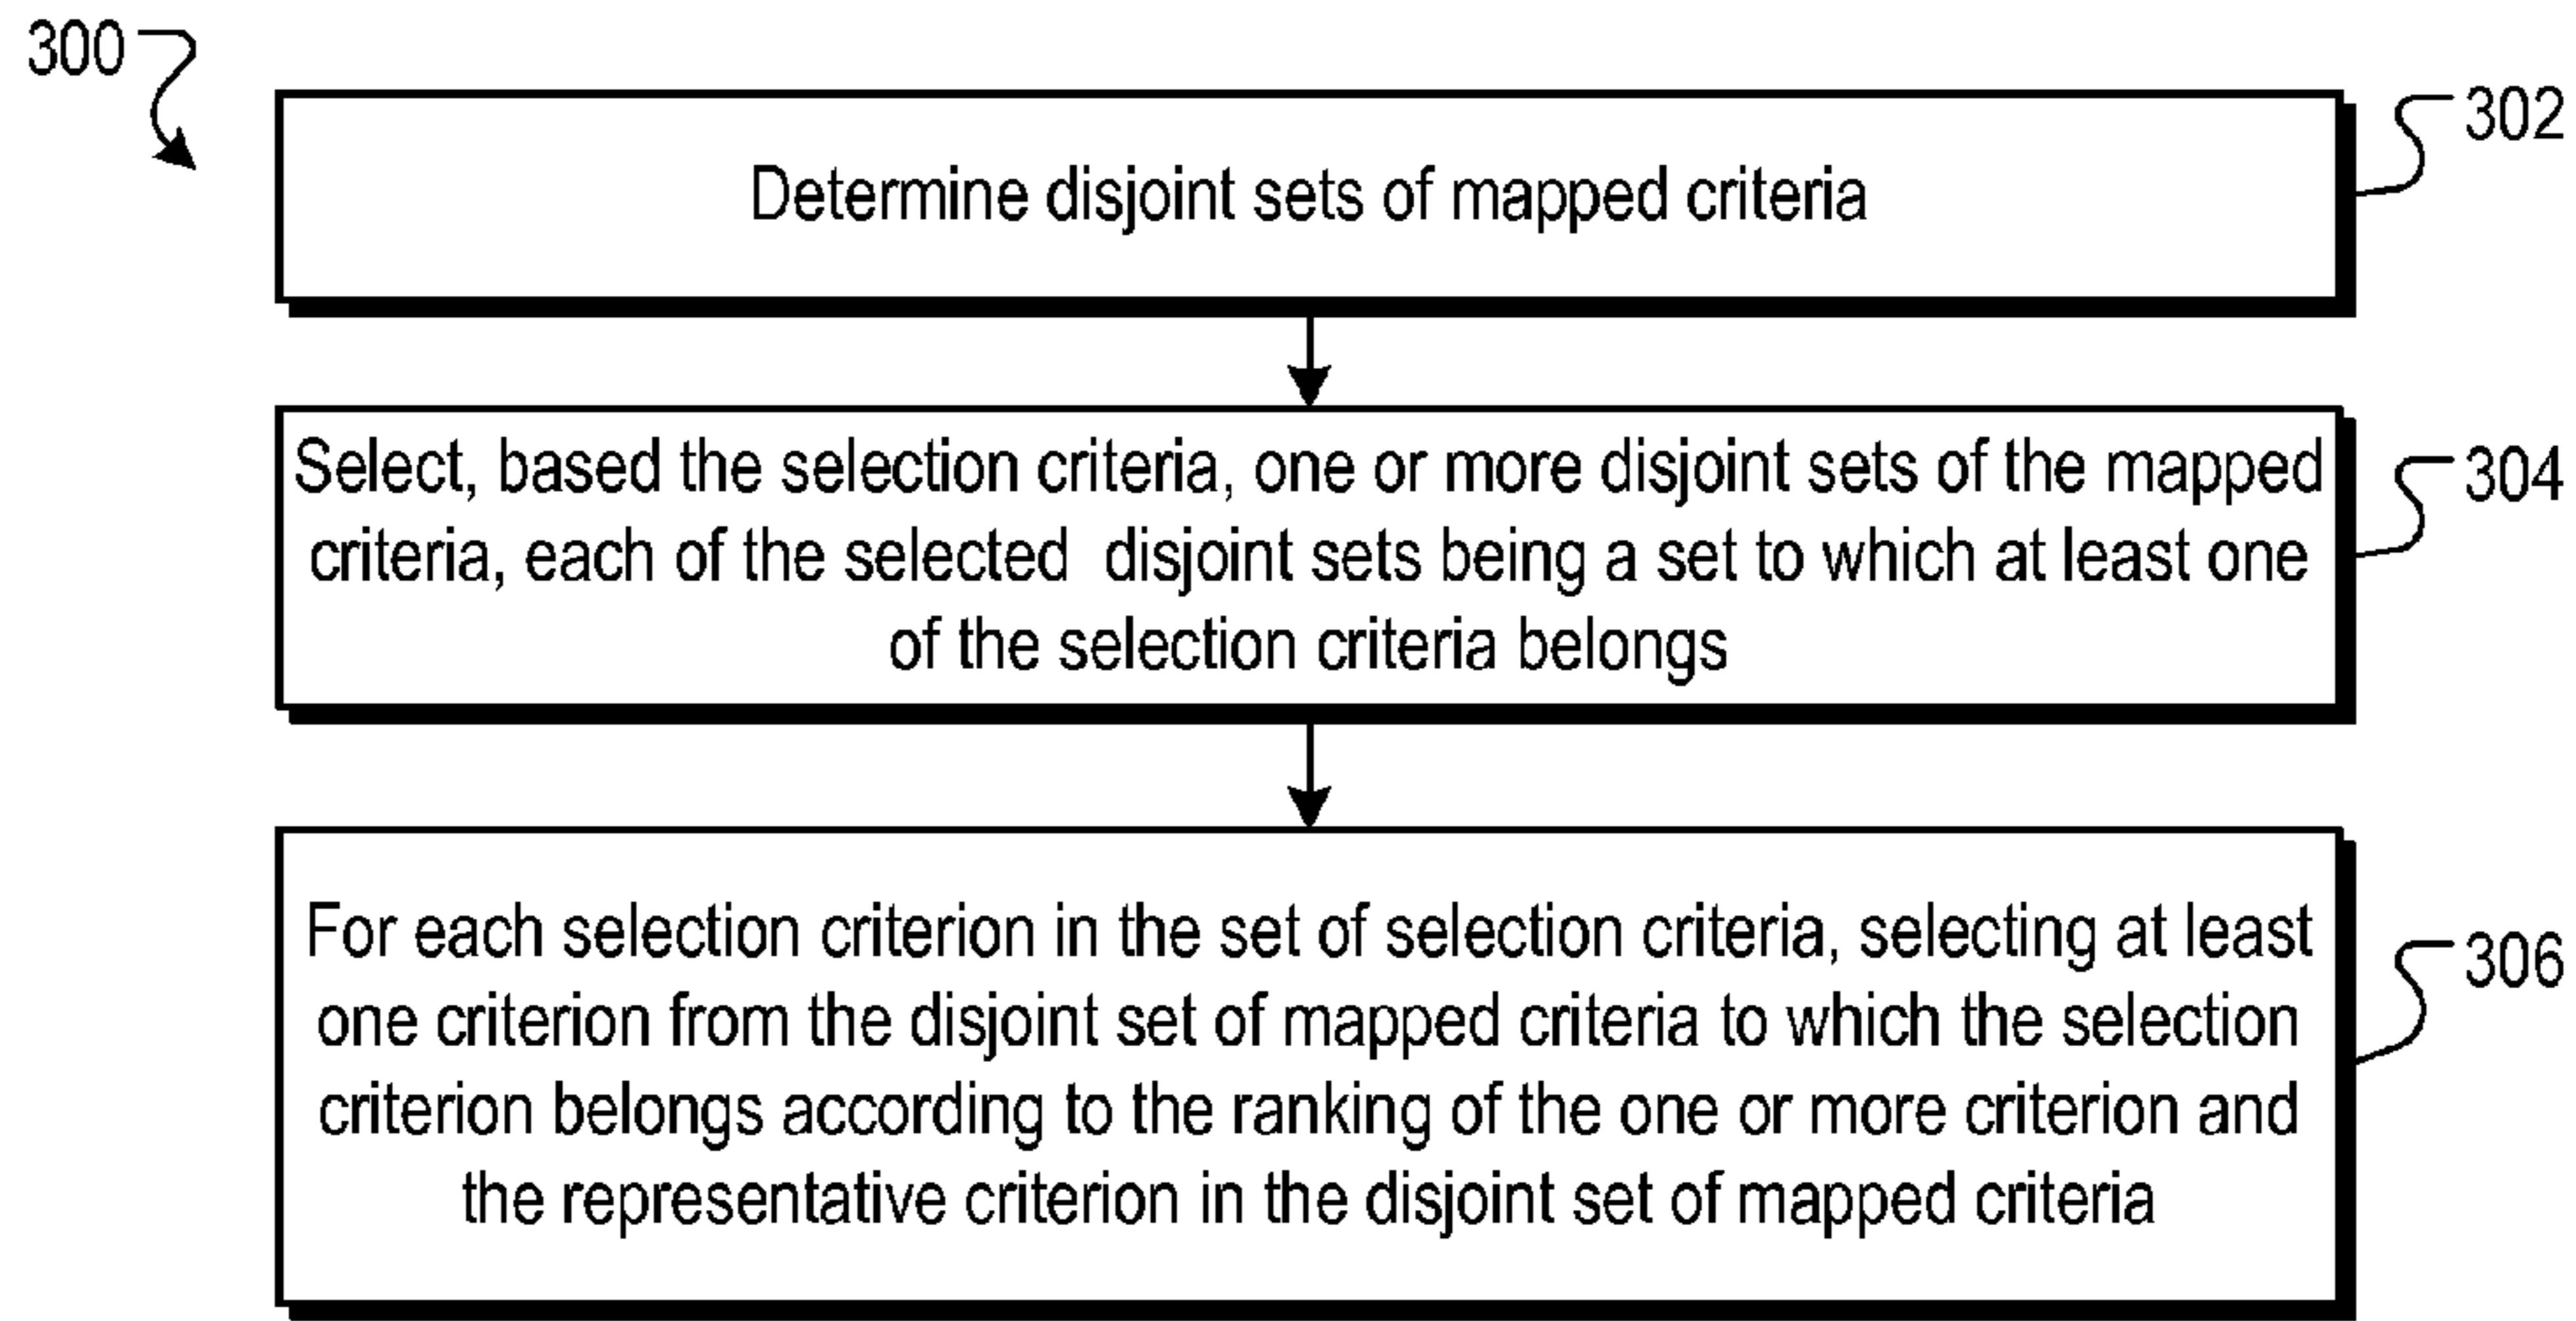 300
302
Determine disjoint sets of mapped criteria
Select, based the selection criteria, one or more disjoint sets of the mapped
304
criteria, each of the selected disjoint sets being a set to which at least one
of the selection criteria belongs
For each selection criterion in the set of selection criteria, selecting at least
306
one criterion from the disjoint set of mapped criteria to which the selection
criterion belongs according to the ranking of the one or more criterion and
the representative criterion in the disjoint set of mapped criteria